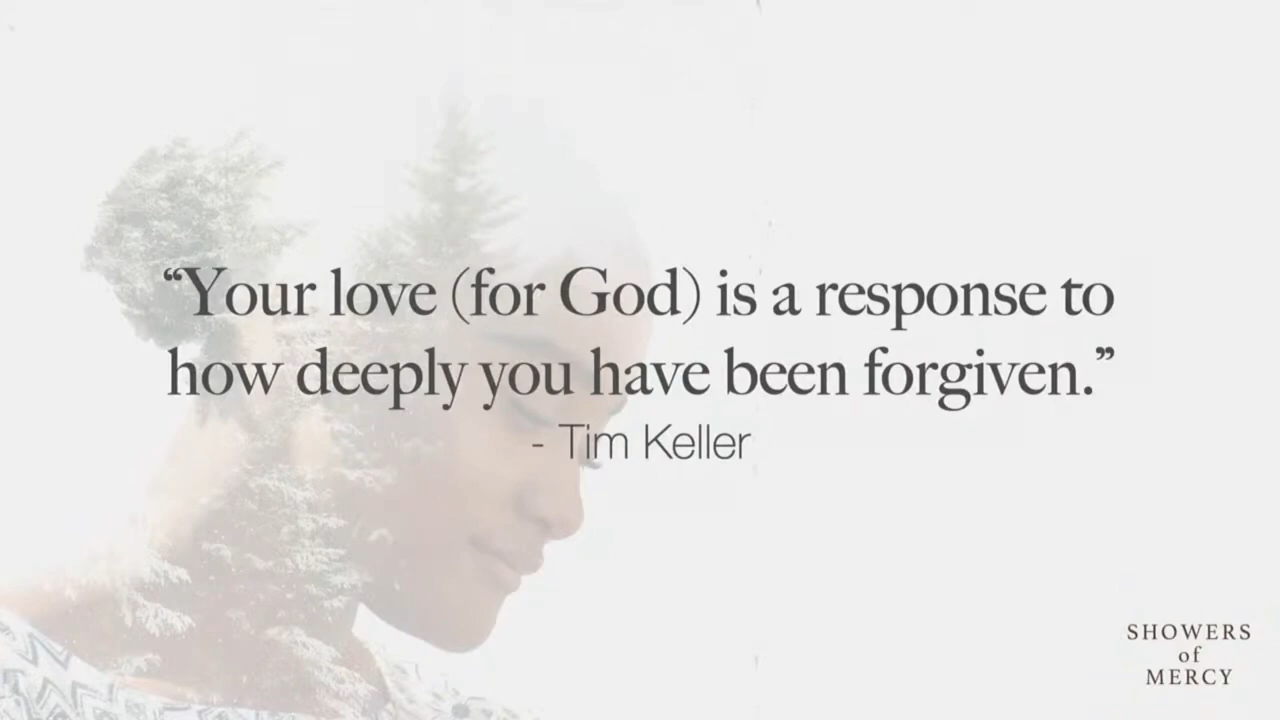 “Your love (for God) is a response to
how deeply you have been forgiven.”
- Tim Keller
SHOWERS
of
MERCY